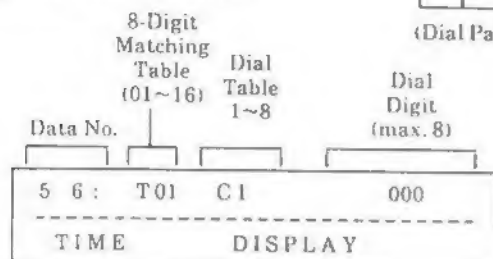 (Dial Pa
8-Digit
Matching
Table
(01~16)
Dial
Table
1~8
Dial
Digit
(max. 8)
Data No.
5 6 : T01 C1 000
TIME DISPLAY